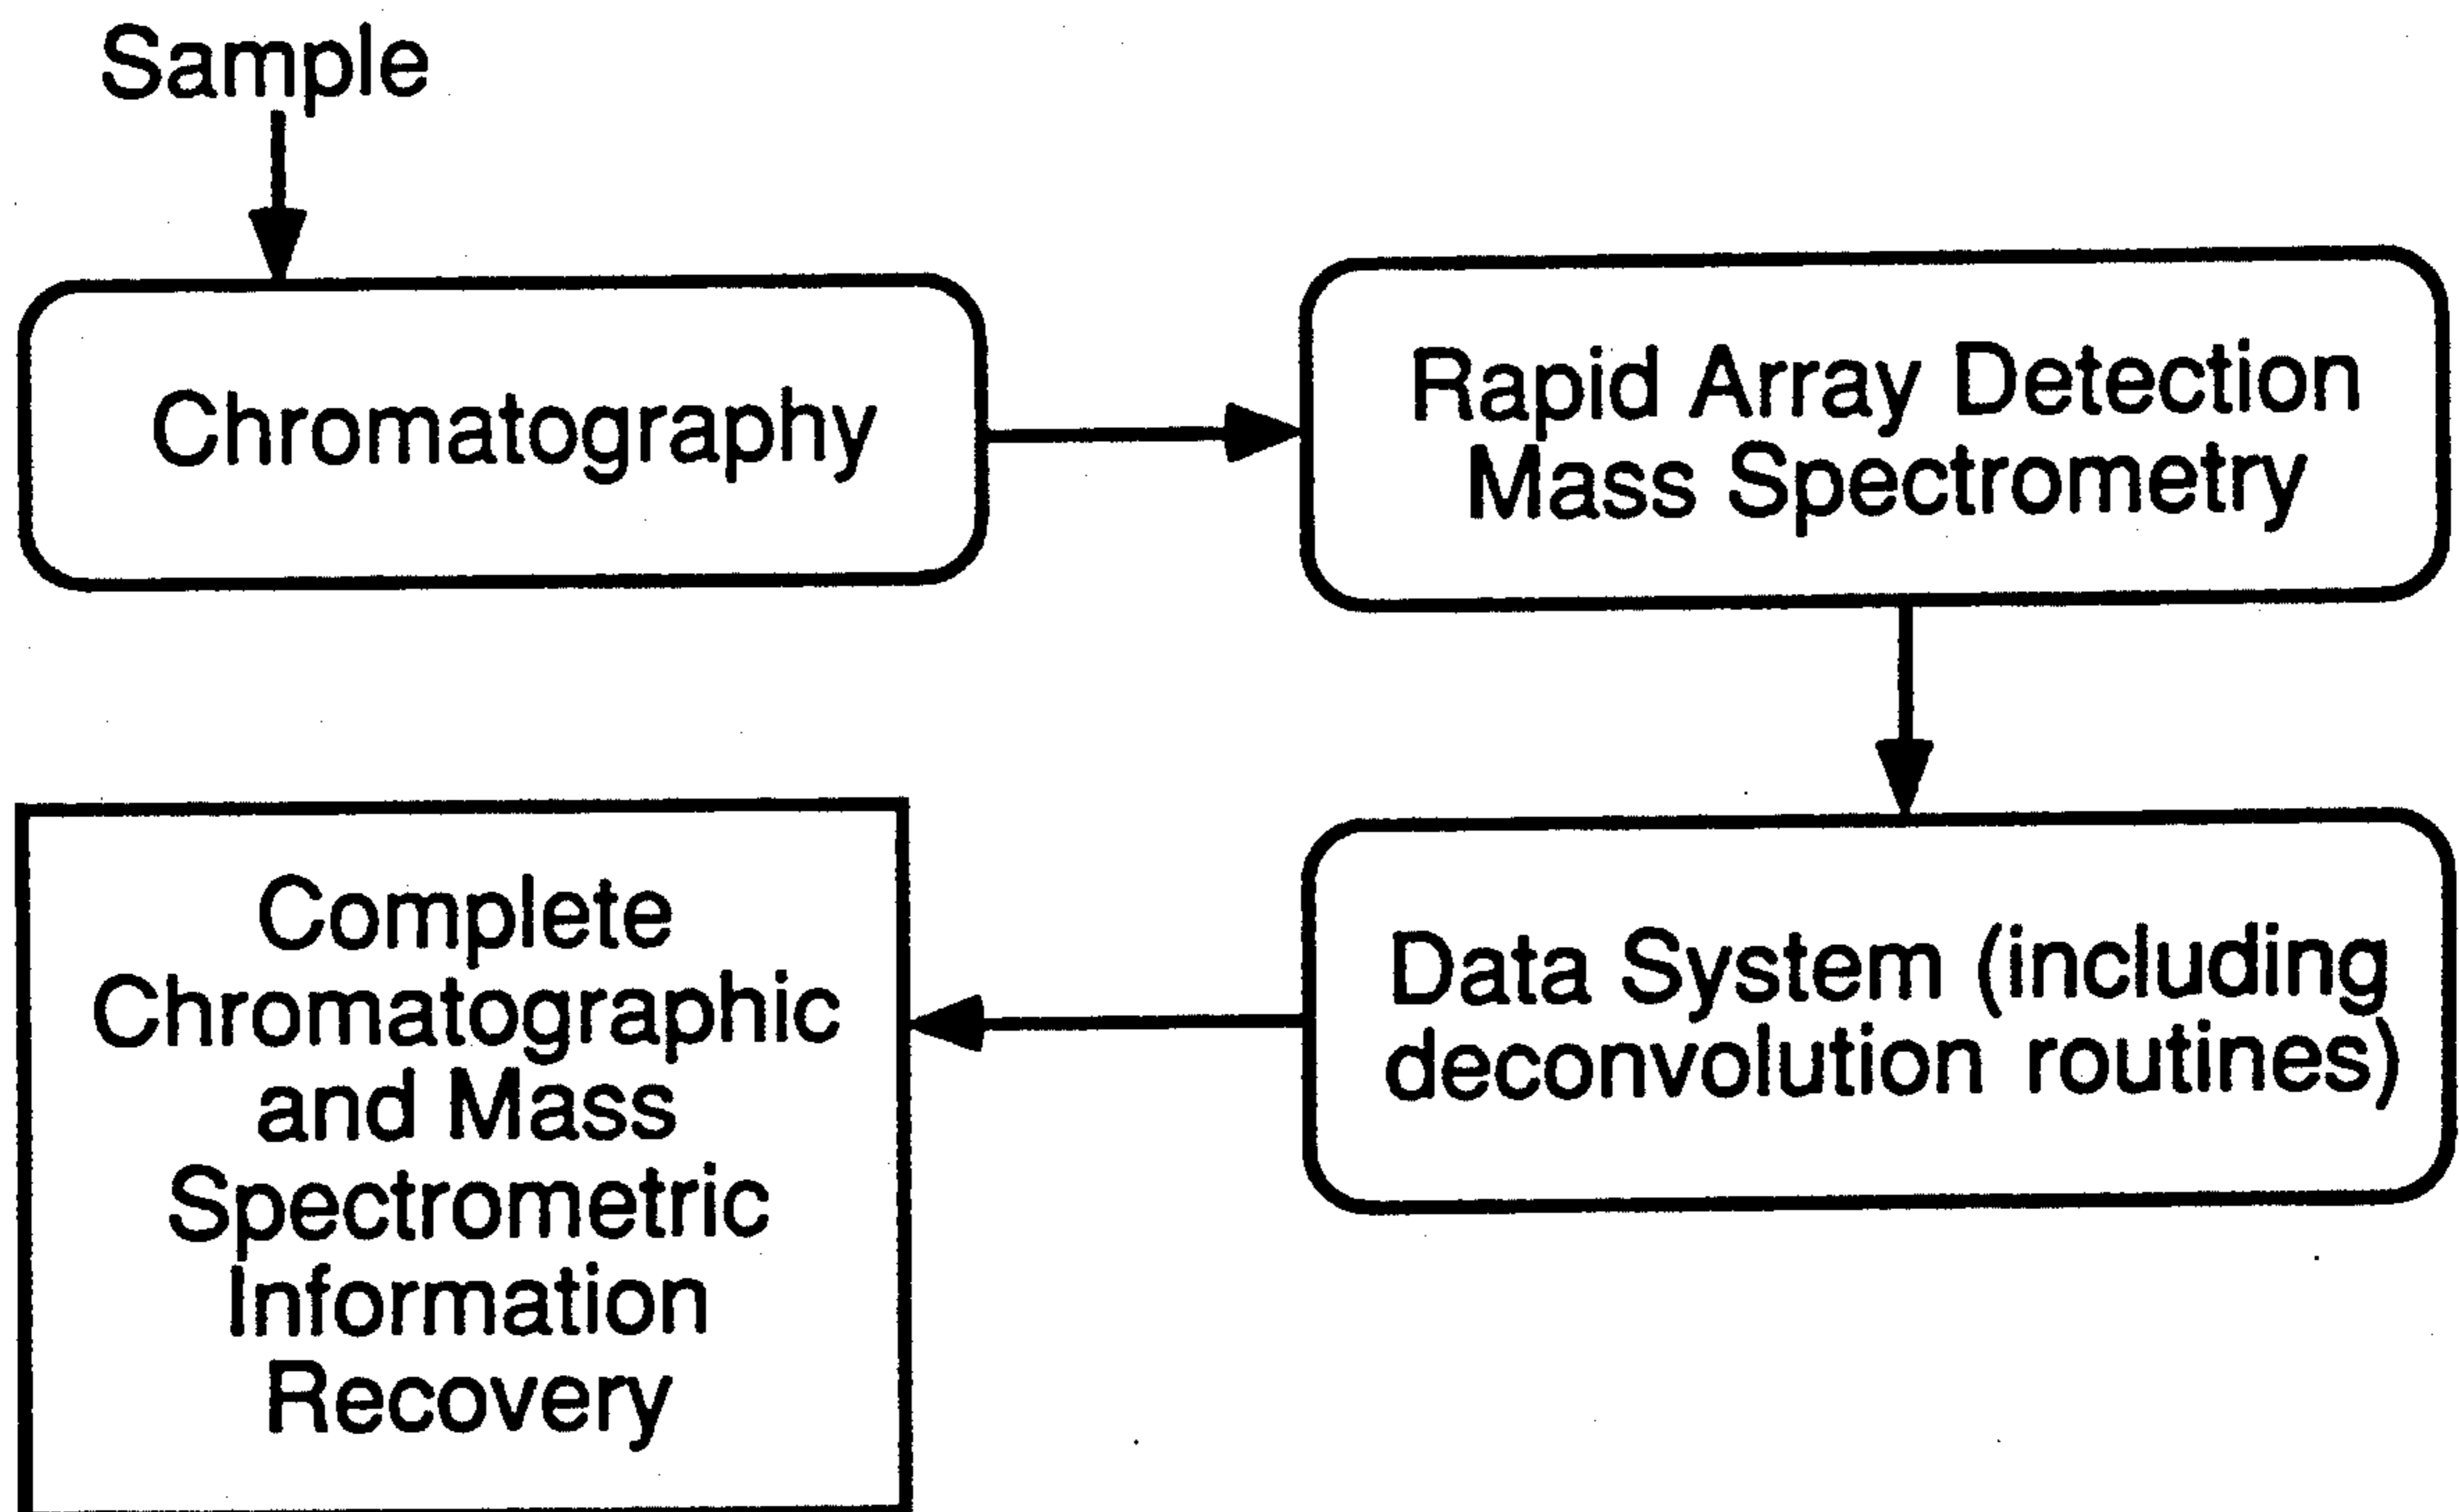 Sample
Chromatography
Rapid Array Detection
Mass Spectrometry
Data System (including
deconvolution routines)
Complete
Chromatographic
and Mass
Spectrometric
Information
Recovery